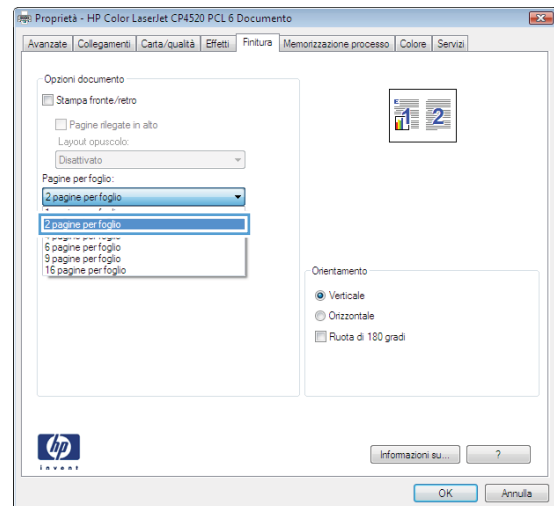 Proprietà - HP Color LaserJet CP4520 PCL 6 Documento
Avanzate Collegamenti Carta/qualità Effetti Finitura Memorizzazione processo Colore Servizi
Opzioni documento
Stampa fronte/retro
Pagine rilegate in alto
Layout opuscolo:
Disattivato
Pagine per foglio:
2 pagine per foglio
2 pagine per foglio
6 pagine per foglio
9 pagine per foglio
16 pagine per foglio
1 2
Orientamento
Verticale
Orizzontale
Ruota di 180 gradi
hp
invent
Informazioni su... ?
OK Annulla